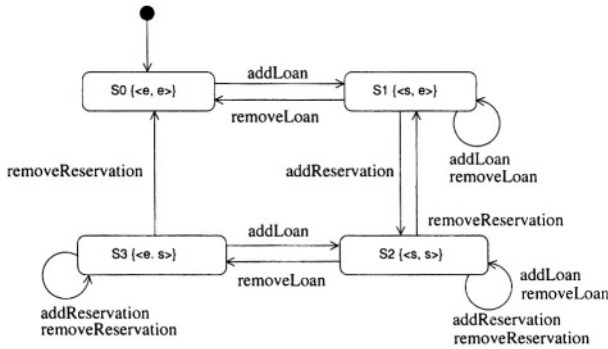 addLoan
S0 {<e, e>}
S1 {<s, e>}
removeLoan
addLoan
removeLoan
removeReservation
addReservation
removeReservation
addLoan
S3 {<e. s>}
S2 {<s, s>}
removeLoan
addLoan
removeLoan
addReservation
removeReservation
addReservation
removeReservation